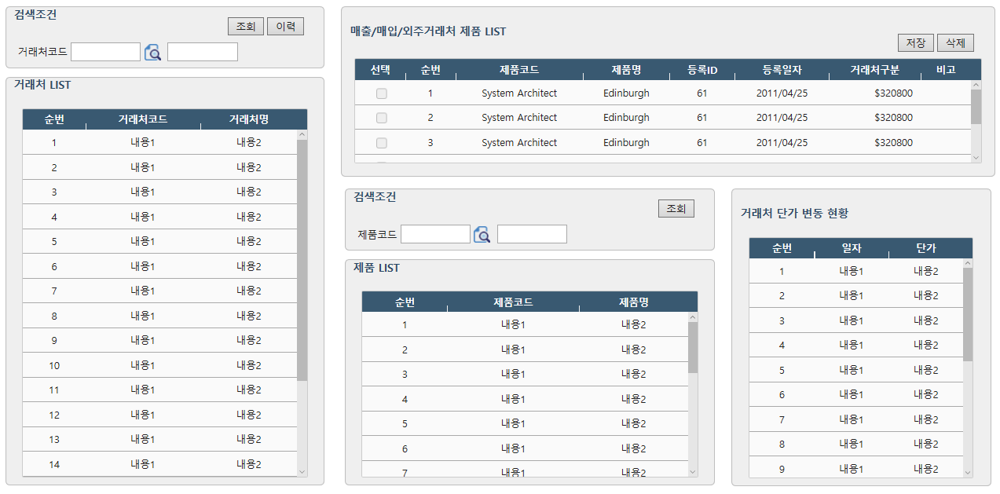 검색조건
조회 이력
거래처코드
거래처 LIST
순번 거래처코드 거래처명
1 내용1 내용2
2 내용1 내용2
3 내용1 내용2
4 내용1 내용2
5 내용1 내용2
6 내용1 내용2
7 내용1 내용2
8 내용1 내용2
9 내용1 내용2
10 내용1 내용2
11 내용1 내용2
12 내용1 내용2
13 내용1 내용2
14 내용1 내용2
매출/매입/외주거래처 제품 LIST
저장 삭제
선택 순번 제품코드 제품명 등록ID 등록일자 거래처구분 비고
1 System Architect Edinburgh 61 2011/04/25 $320800
2 System Architect Edinburgh 61 2011/04/25 $320800
3 System Architect Edinburgh 61 2011/04/25 $320800
검색조건
조회
제품코드
제품 LIST
순번 제품코드 제품명
1 내용1 내용2
2 내용1 내용2
3 내용1 내용2
4 내용1 내용2
5 내용1 내용2
6 내용1 내용2
7 내용1 내용2
거래처 단가 변동 현황
순번 일자 단가
1 내용1 내용2
2 내용1 내용2
3 내용1 내용2
4 내용1 내용2
5 내용1 내용2
6 내용1 내용2
7 내용1 내용2
8 내용1 내용2
9 내용1 내용2